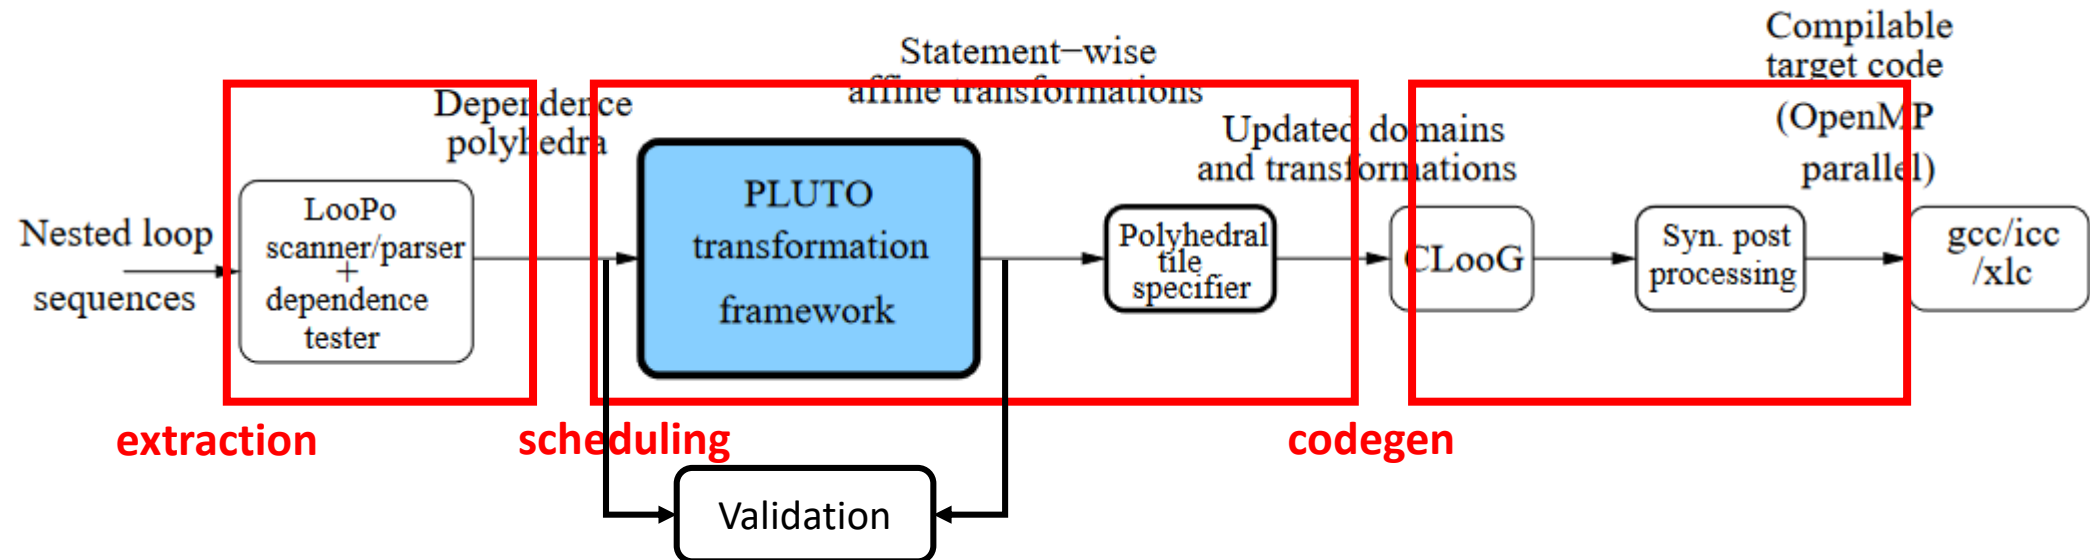 Nested loop
sequences
LooPo
scanner/parser
+
dependence
tester
Dependence
polyhedra
PLUTO
transformation
framework
Statement−wise
affine transformations
Polyhedral
tile
specifier
Updated domains
and transformations
CLooG
Syn. post
processing
Compilable
target code
(OpenMP
parallel)
gcc/icc
/xlc
extraction
scheduling
codegen
Validation